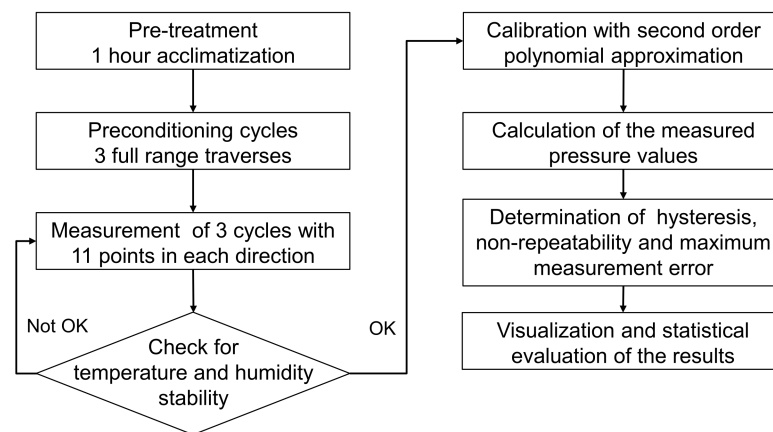 Pre-treatment
1 hour acclimatization
Preconditioning cycles
3 full range traverses
Measurement of 3 cycles with
11 points in each direction
Not OK
Check for
temperature and humidity
stability
OK
Calibration with second order
polynomial approximation
Calculation of the measured
pressure values
Determination of hysteresis,
non-repeatability and maximum
measurement error
Visualization and statistical
evaluation of the results